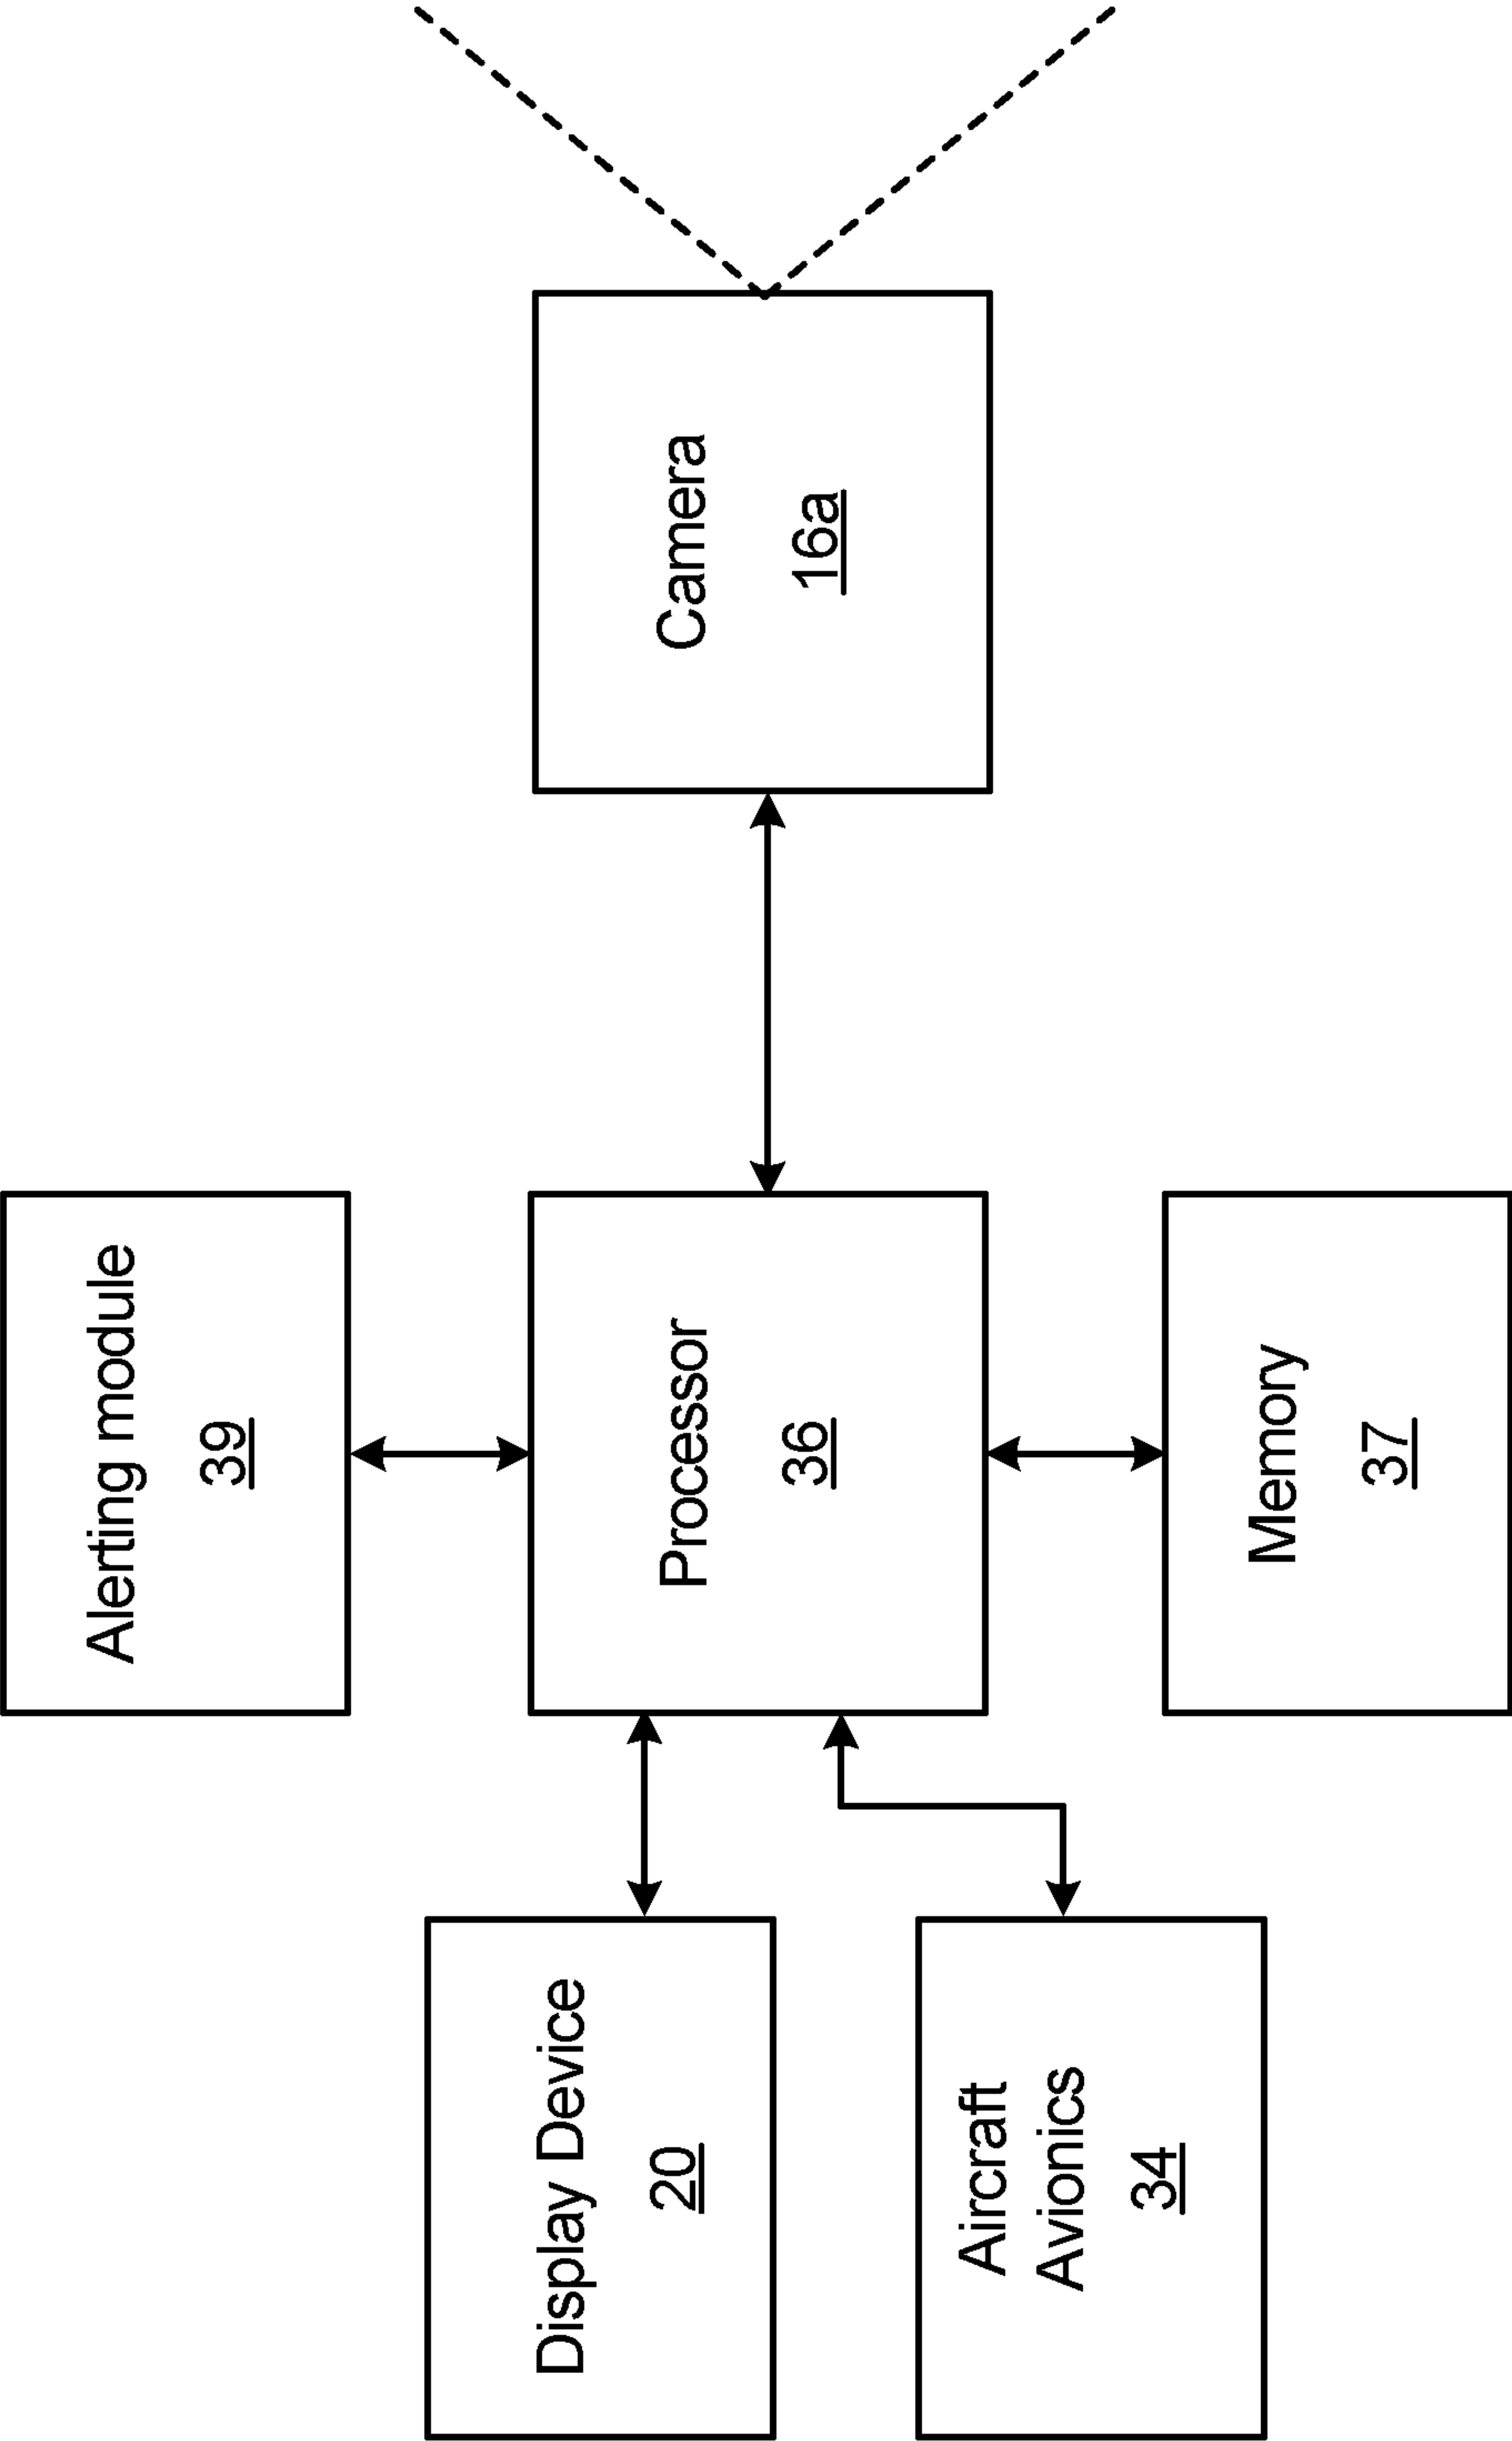 Alerting module
39
Display Device
20
Processor
36
Camera
16a
Aircraft
Avionics
34
Memory
37